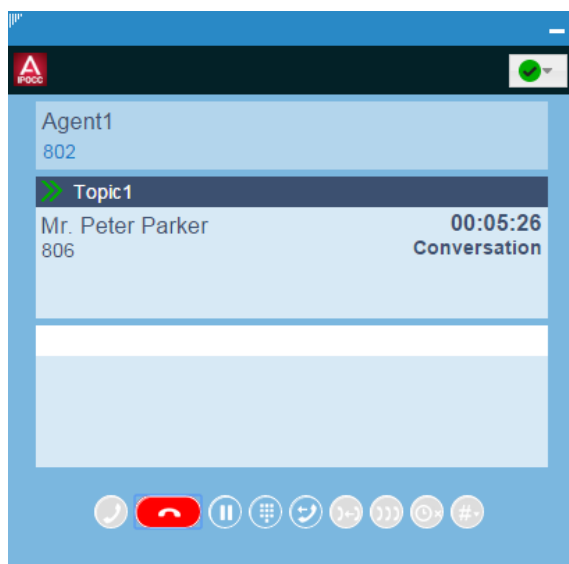 IPOCC
Agent1
802
Topic1
Mr. Peter Parker
00:05:26
806
Conversation
#